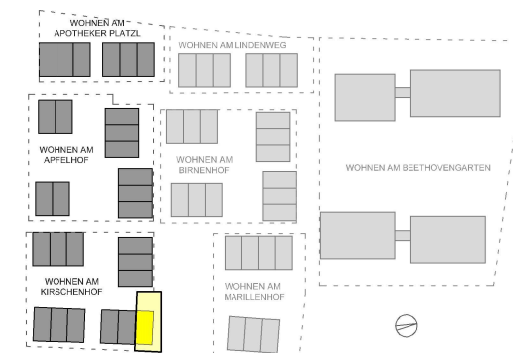 WOHNEN AM
APOTHEKER PLATZL
WOHNEN AM LINDENWEG
WOHNEN AM
APFELHOF
WOHNEN AM
BIRNENHOF
WOHNEN AM BEETHOVENGARTEN
WOHNEN AM
KIRSCHENHOF
WOHNEN AM
MARILLENHOF